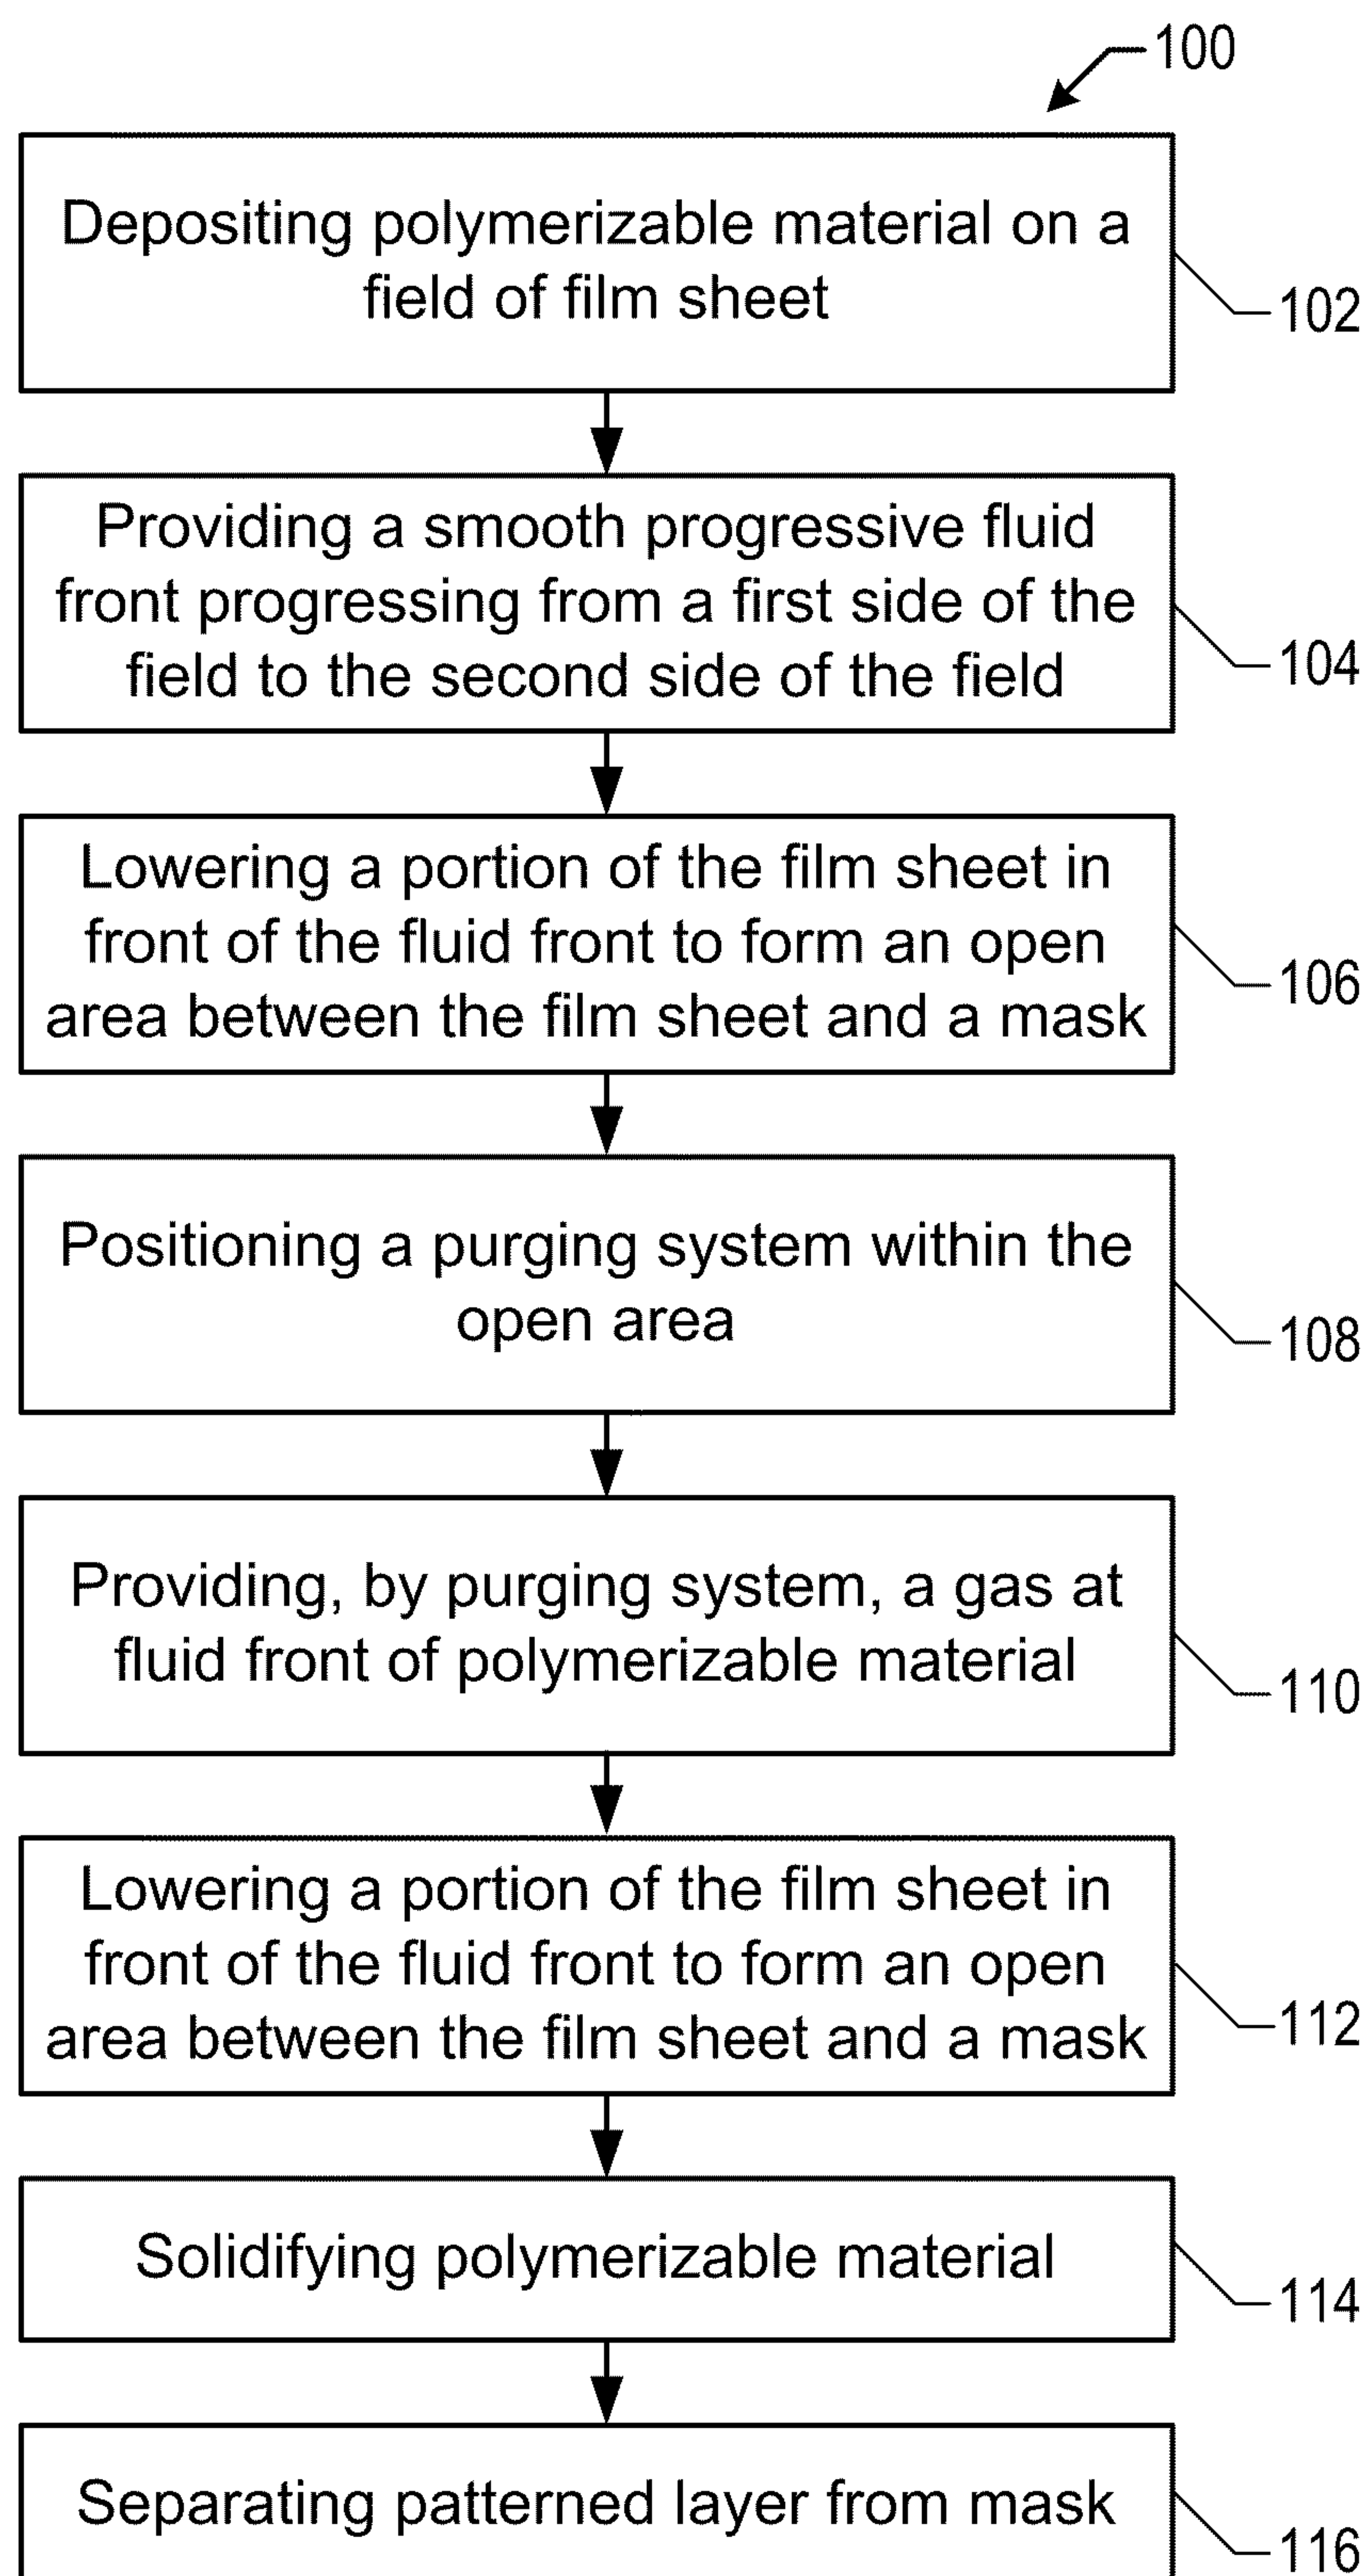 100
Depositing polymerizable material on a
field of film sheet
102
Providing a smooth progressive fluid
front progressing from a first side of the
field to the second side of the field
104
Lowering a portion of the film sheet in
front of the fluid front to form an open
area between the film sheet and a mask
106
Positioning a purging system within the
open area
108
Providing, by purging system, a gas at
fluid front of polymerizable material
110
Lowering a portion of the film sheet in
front of the fluid front to form an open
area between the film sheet and a mask
112
Solidifying polymerizable material
114
Separating patterned layer from mask
116